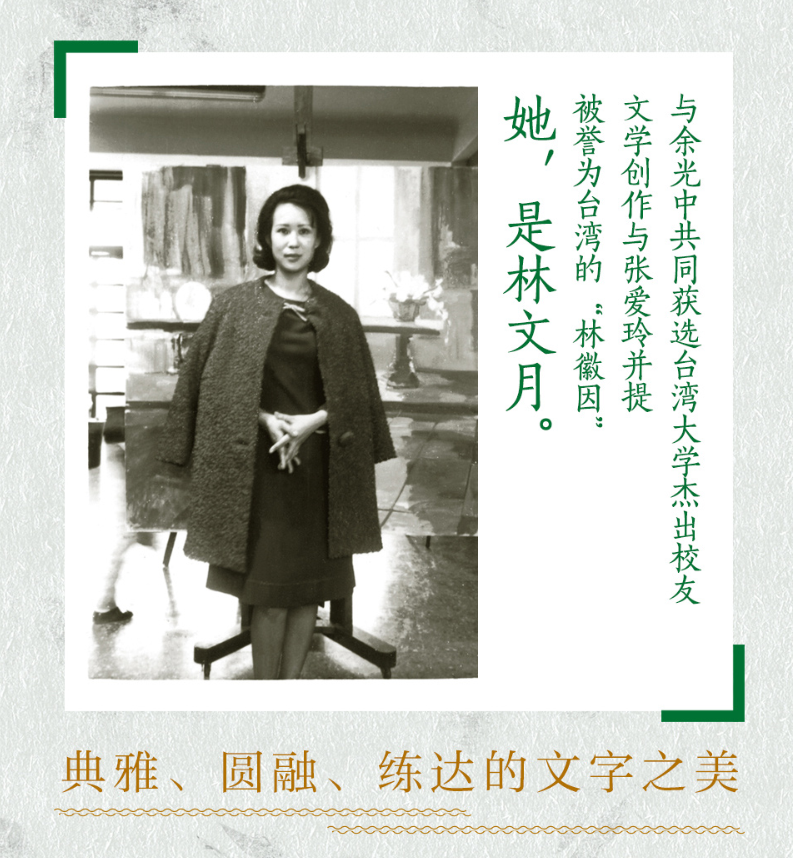 与余光中共同获选台湾大学杰出校友
文学创作与张爱玲并提
被誉为台湾的“林徽因”
她，是林文月。
典雅、圆融、练达的文字之美